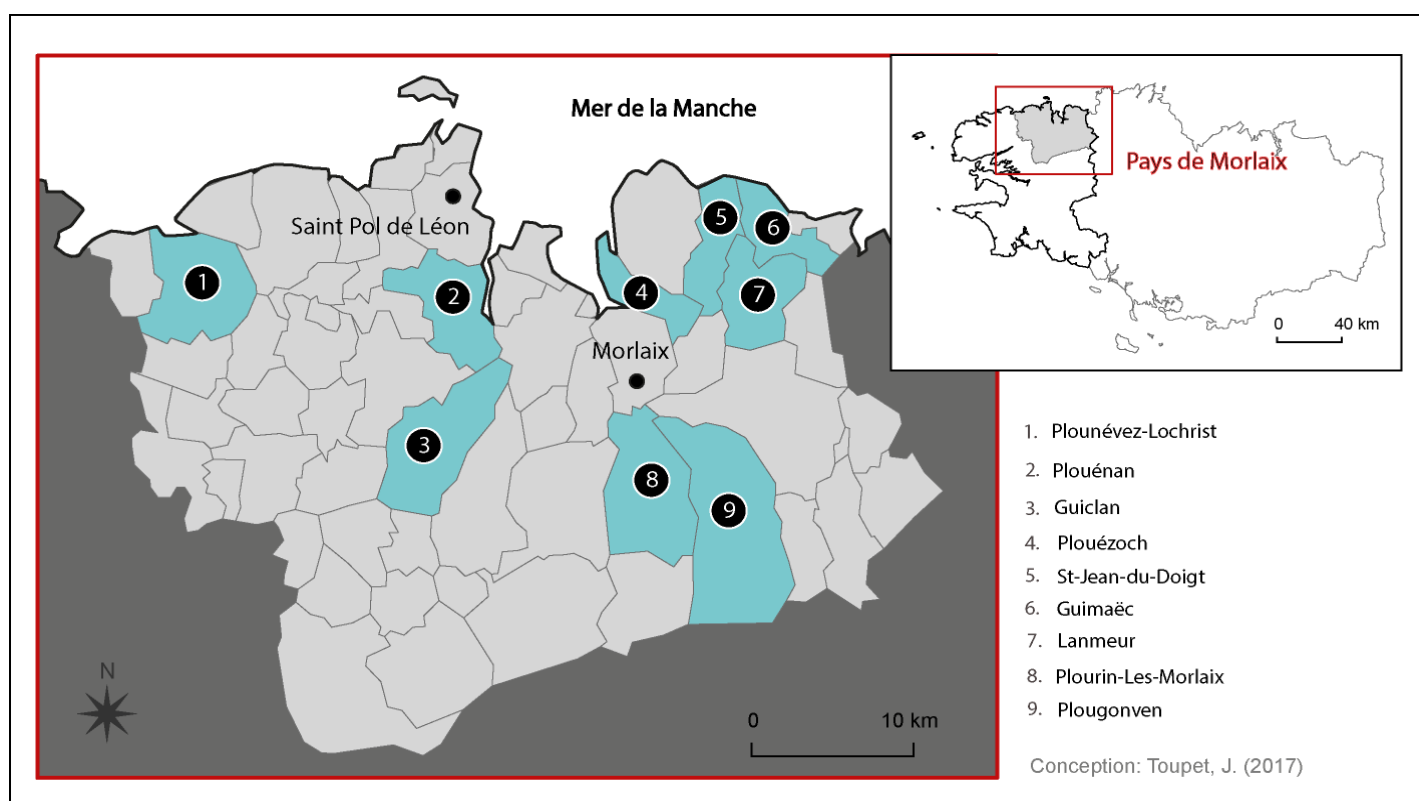 Mer de la Manche
Pays de Morlaix
Saint Pol de Léon
Morlaix
1
2
3
4
5
6
7
8
9
N
0 10 km
0 40 km
1. Plounévez-Lochrist
2. Plouénan
3. Guiclan
4. Plouézoch
5. St-Jean-du-Doigt
6. Guimaëc
7. Lanmeur
8. Plourin-Les-Morlaix
9. Plougonven
Conception: Toupet, J. (2017)